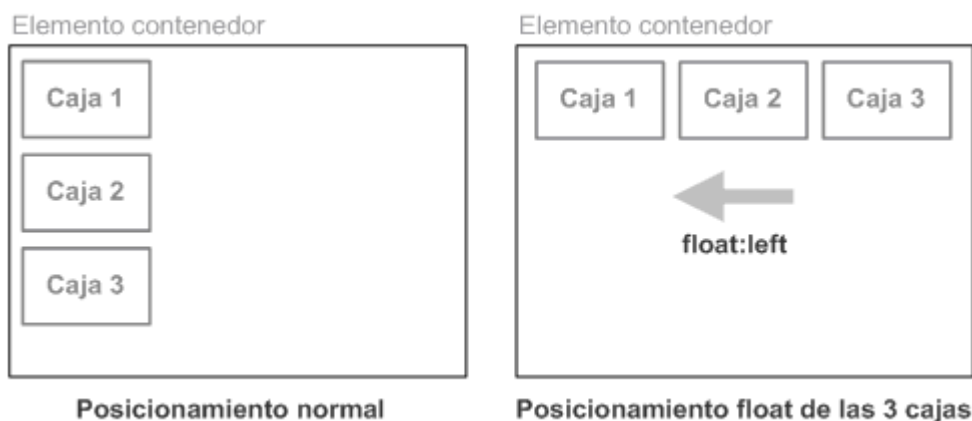 Elemento contenedor
Caja 1
Caja 2
Caja 3
Posicionamiento normal
Elemento contenedor
Caja 1 Caja 2 Caja 3
float:left
Posicionamiento float de las 3 cajas